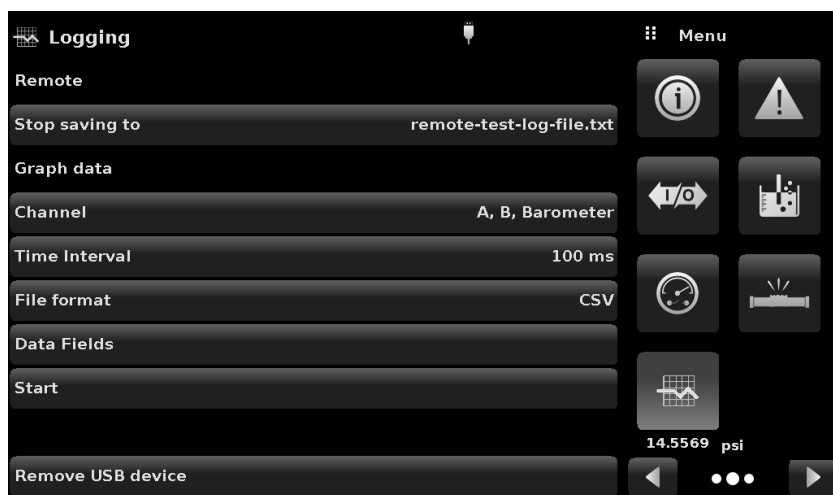 Logging
Remote
Stop saving to remote-test-log-file.txt
Graph data
Channel A, B, Barometer
Time Interval 100 ms
File format CSV
Data Fields
Start
Remove USB device
Menu
I/O
14.5569 psi